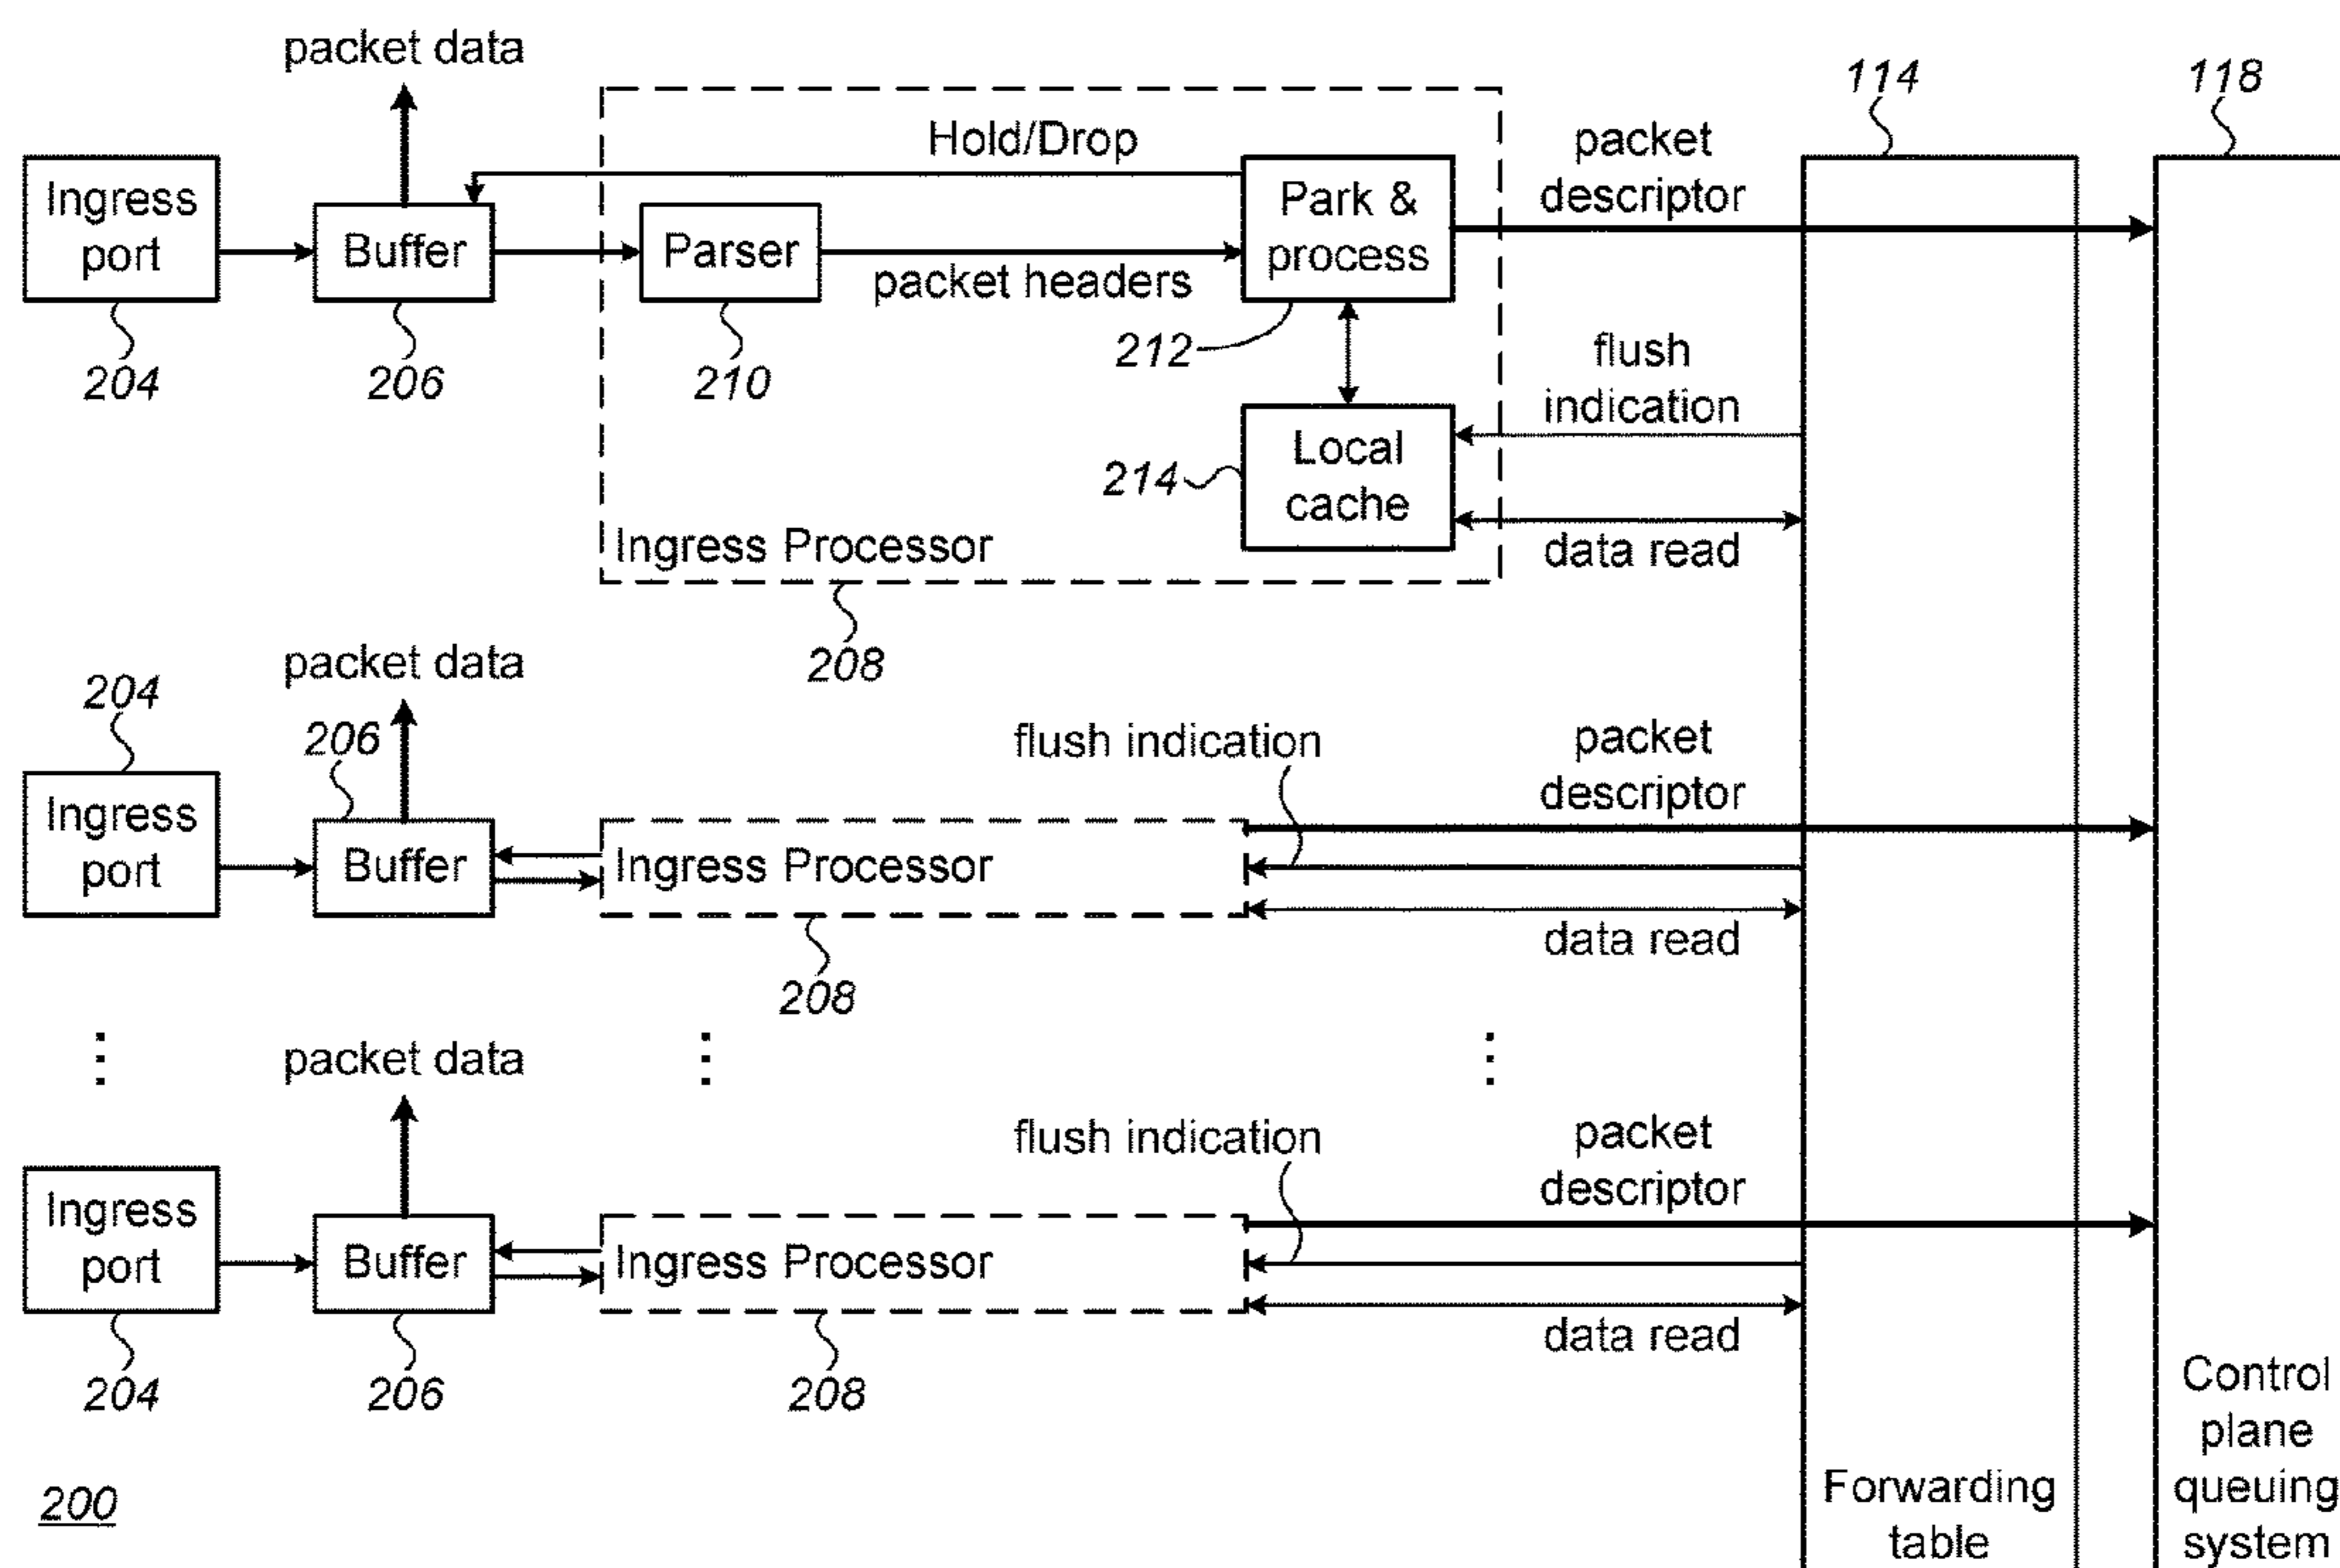 packet data
114
118
Hold/Drop
packet
descriptor
Ingress
port
Buffer
Parser
packet headers
Park &
process
204
206
210
212
flush
indication
Local
cache
214
data read
Ingress Processor
208
packet data
204
206
flush indication
packet
descriptor
Ingress
port
Buffer
Ingress Processor
data read
208
packet data
flush indication
packet
descriptor
Ingress
port
Buffer
Ingress Processor
data read
204
206
208
Control
plane
queuing
system
Forwarding
table
200